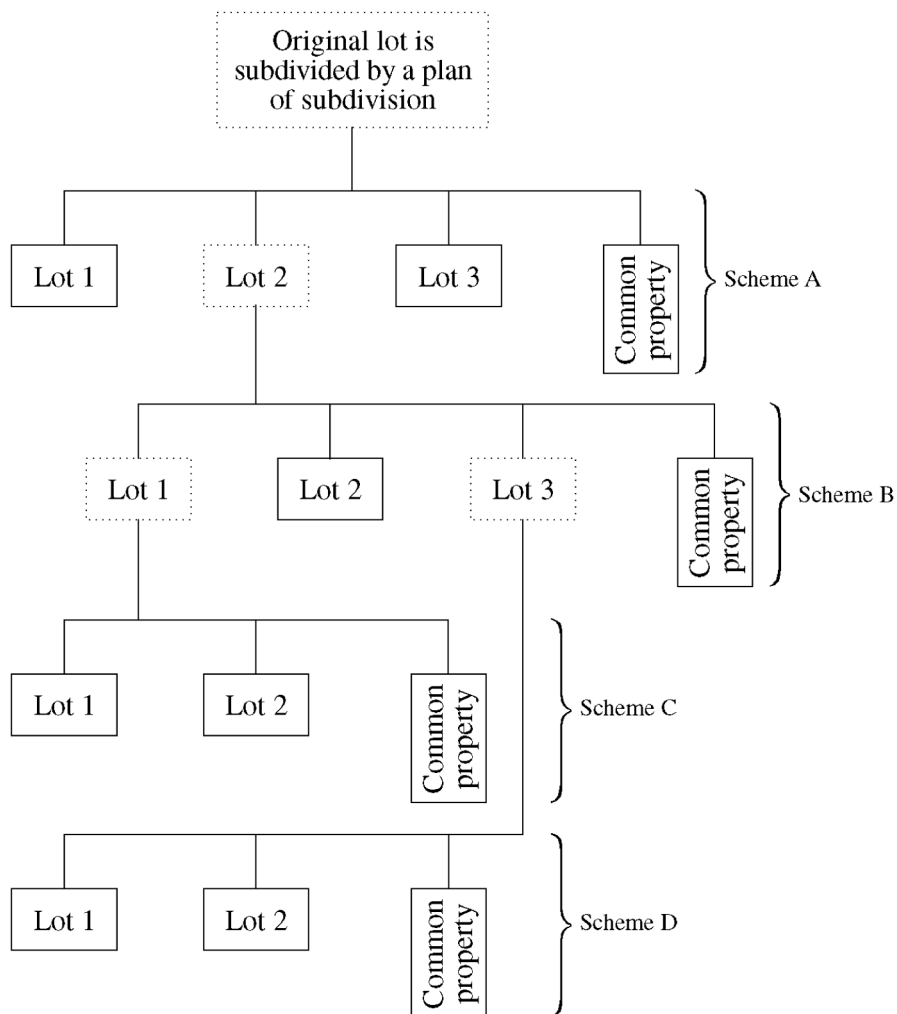 Original lot is
subdivided by a plan
of subdivision
Lot 1
Lot 2
Lot 3
Common
property
Scheme A
Lot 1
Lot 2
Lot 3
Common
property
Scheme B
Lot 1
Lot 2
Common
property
Scheme C
Lot 1
Lot 2
Common
property
Scheme D